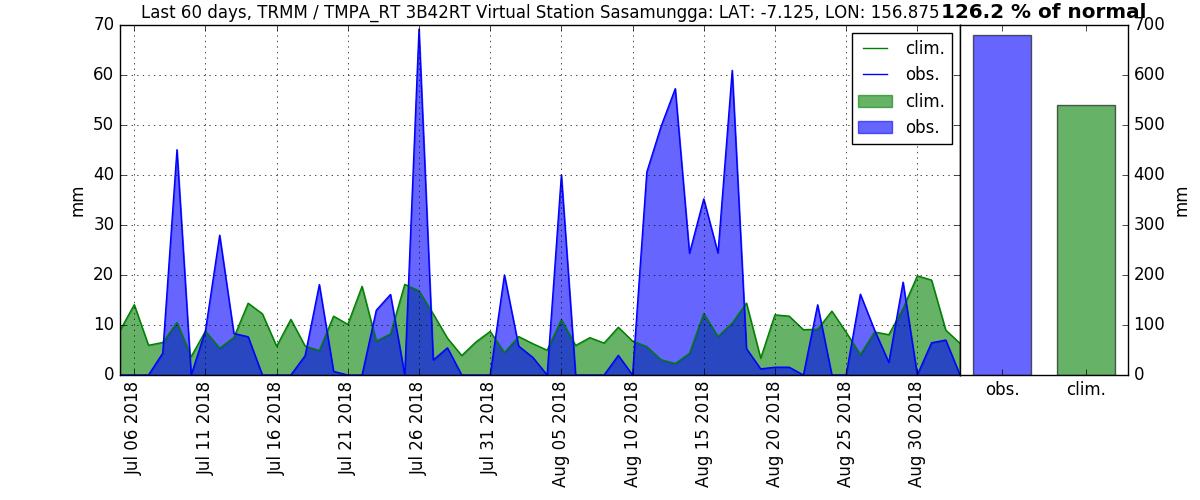 Last 60 days, TRMM / TMPA_RT 3B42RT Virtual Station Sasamungga: LAT: -7.125, LON: 156.875
126.2 % of normal
70
60
50
40
30
20
10
0
mm
clim.
obs.
clim.
obs.
700
600
500
400
300
200
100
0
mm
obs.
clim.
Jul 06 2018
Jul 11 2018
Jul 16 2018
Jul 21 2018
Jul 26 2018
Jul 31 2018
Aug 05 2018
Aug 10 2018
Aug 15 2018
Aug 20 2018
Aug 25 2018
Aug 30 2018